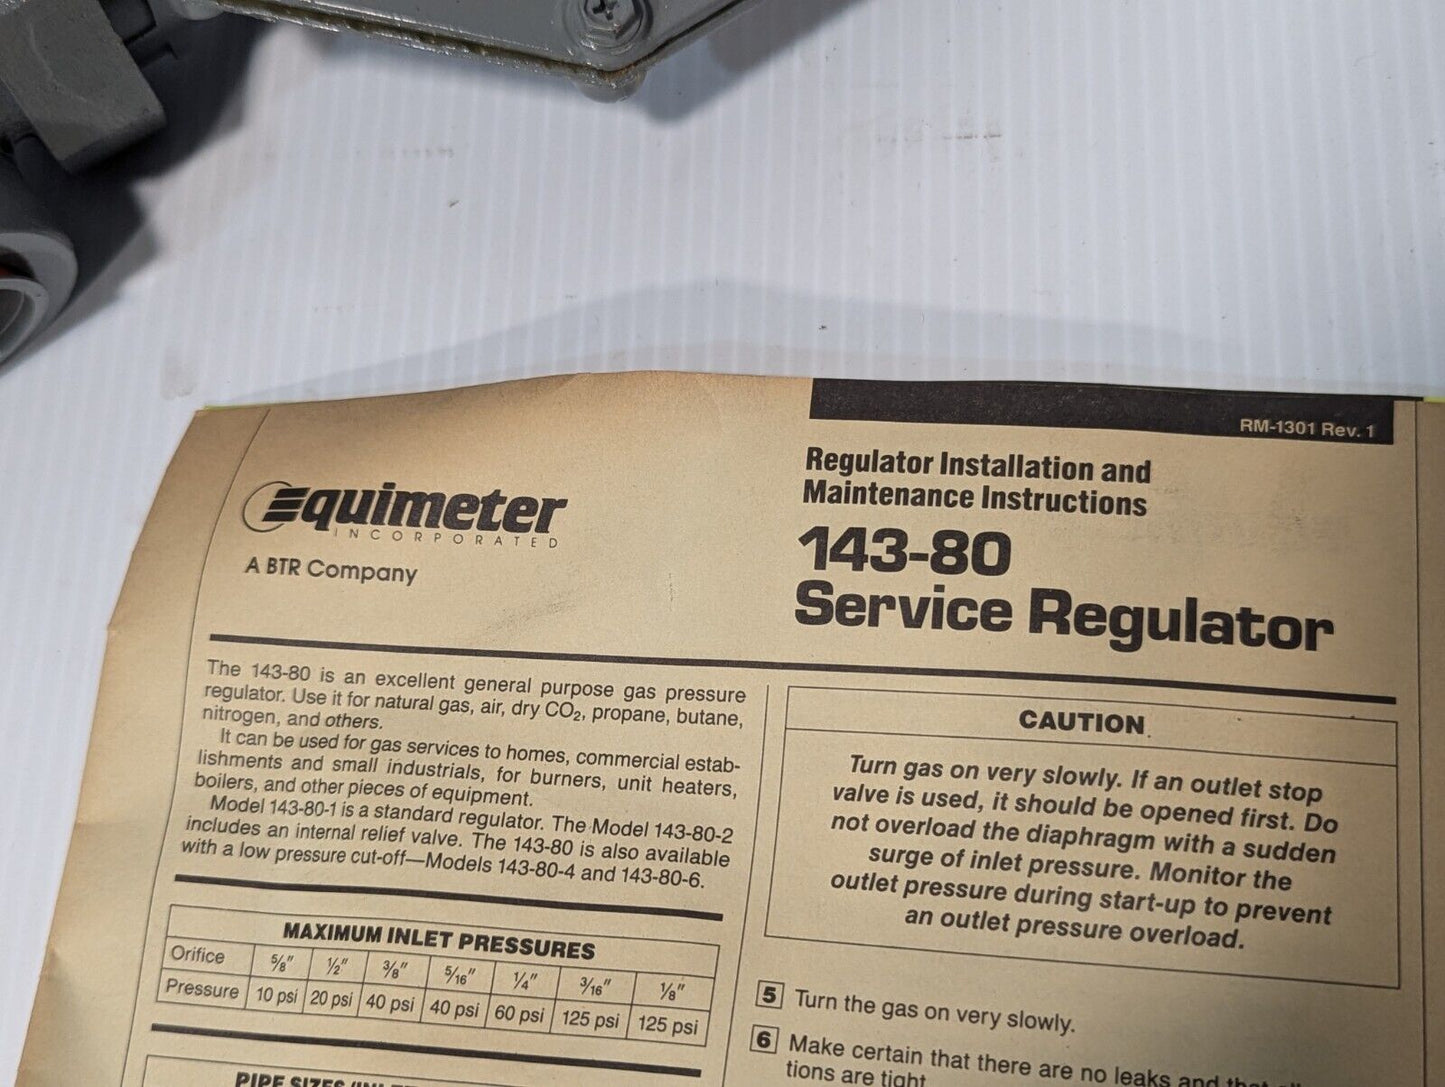 RM-1301 Rev. 1
Equimeter
INCORPORATED
A BTR Company
Regulator Installation and
Maintenance Instructions
143-80
Service Regulator
The 143-80 is an excellent general purpose gas pressure
regulator. Use it for natural gas, air, dry CO₂, propane, butane,
nitrogen, and others.
It can be used for gas services to homes, commercial estab-
lishments and small industrials, for burners, unit heaters,
boilers, and other pieces of equipment.
Model 143-80-1 is a standard regulator. The Model 143-80-2
includes an internal relief valve. The 143-80 is also available
with a low pressure cut-off—Models 143-80-4 and 143-80-6.
MAXIMUM INLET PRESSURES
Orifice 5/8" 1/2" 3/8" 5/16" 1/4" 3/16" 1/8"
Pressure 10 psi 20 psi 40 psi 40 psi 60 psi 125 psi 125 psi
PIPE SIZES
CAUTION
Turn gas on very slowly. If an outlet stop
valve is used, it should be opened first. Do
not overload the diaphragm with a sudden
surge of inlet pressure. Monitor the
outlet pressure during start-up to prevent
an outlet pressure overload.
5 Turn the gas on very slowly.
6 Make certain that there are no leaks and that
tions are tight